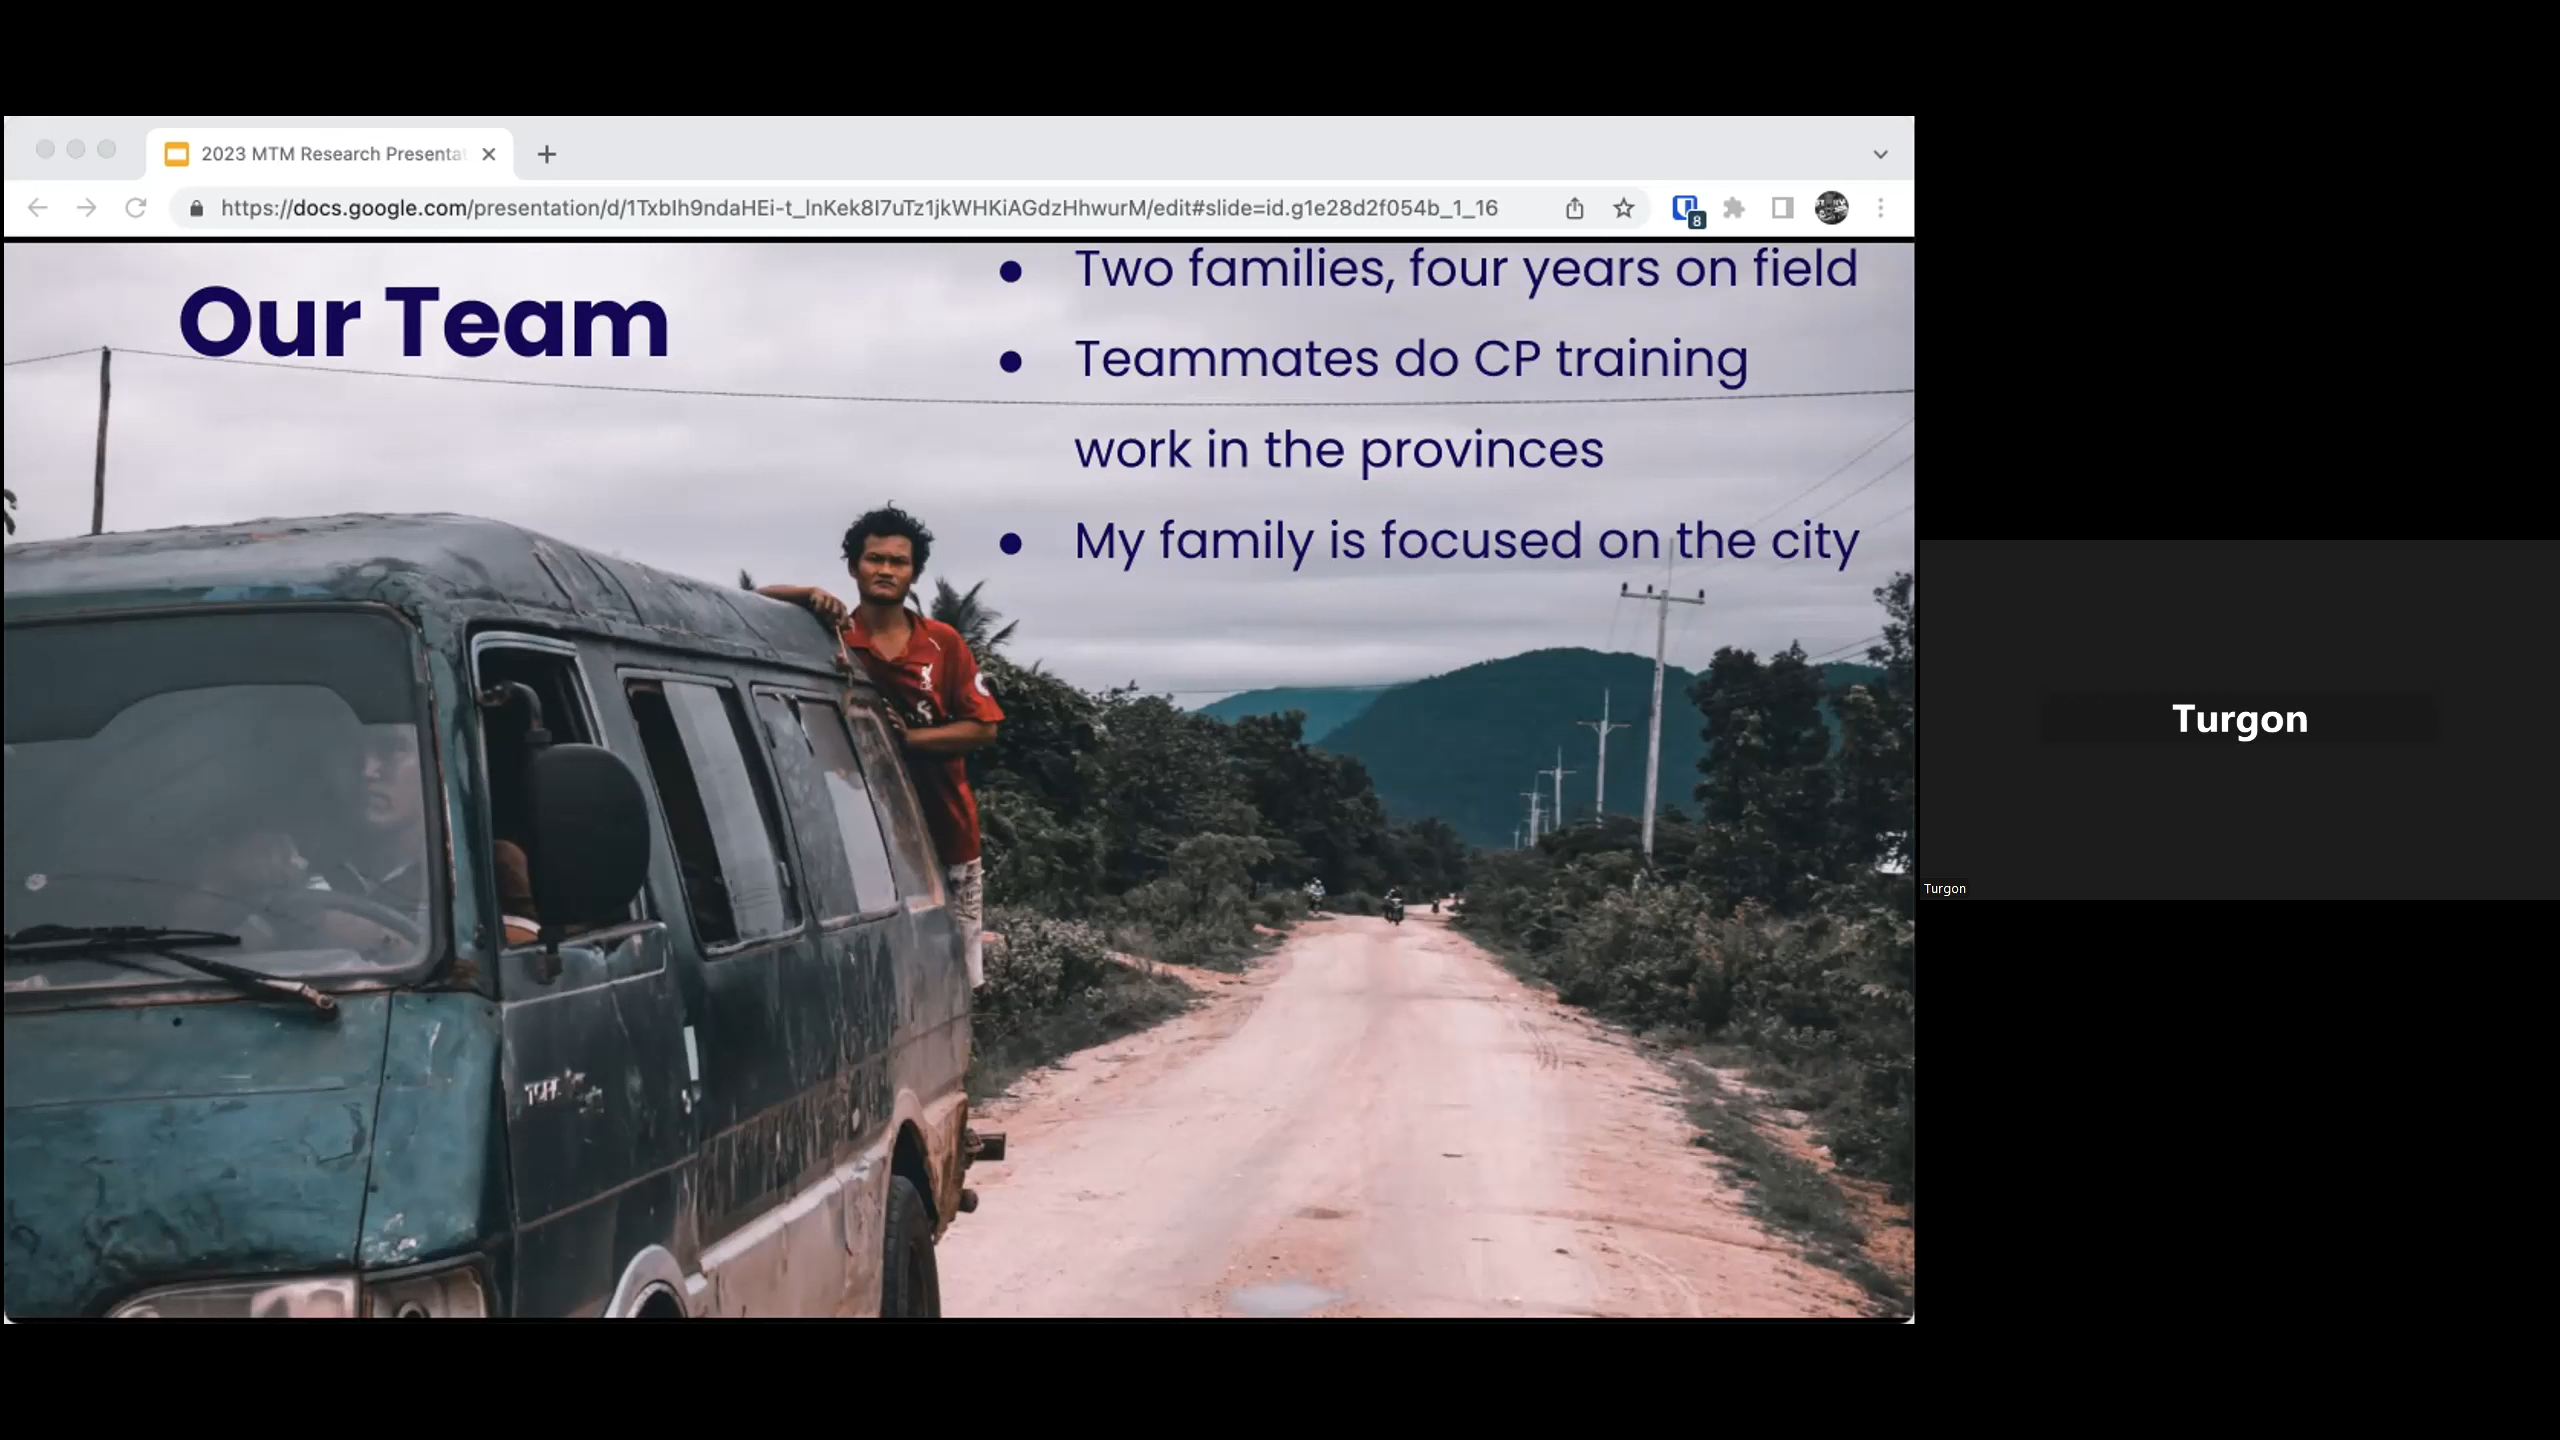 2023 MTM Research Presentat
https://docs.google.com/presentation/d/1TxbIh9ndaHEi-t_lnKek8I7uTz1jkWHKiAGdzHhwurM/edit#slide=id.g1e28d2f054b_1_16
8
Our Team
● Two families, four years on field
● Teammates do CP training
work in the provinces
● My family is focused on the city
Turgon
Turgon